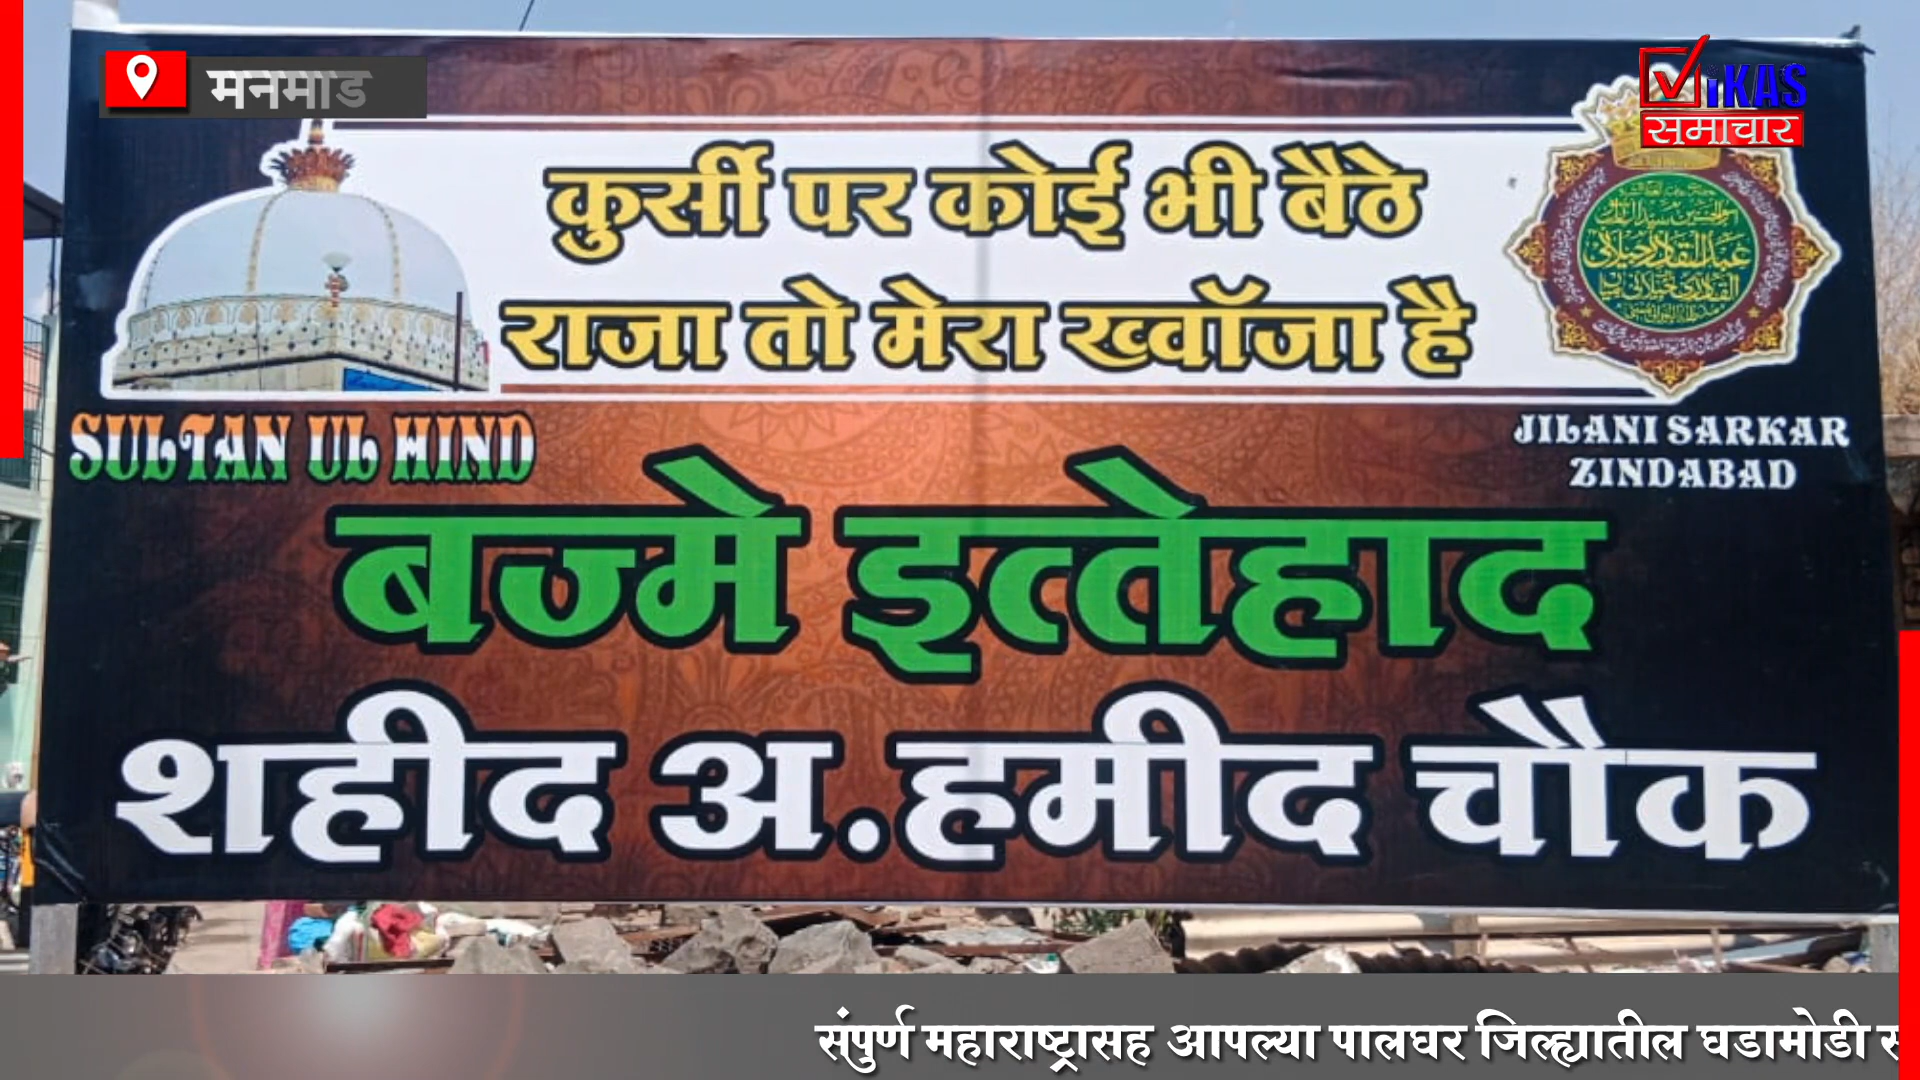 मनमाड
ViKAS
समाचार
कुर्सी पर कोई भी बैठे
राजा तो मेरा ख्वॉजा है
SULTAN UL HIND
JILANI SARKAR
ZINDABAD
बज्मे इत्तेहाद
शहीद अ.हमीद चौक
संपुर्ण महाराष्ट्रासह आपल्या पालघर जिल्ह्यातील घडामोडी